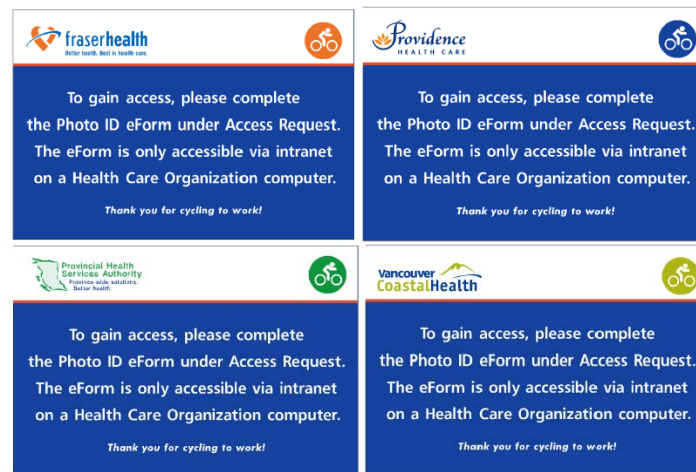 fraserhealth
Better health. Best in health care.
To gain access, please complete
the Photo ID eForm under Access Request.
The eForm is only accessible via intranet
on a Health Care Organization computer.
Thank you for cycling to work!
Providence
HEALTH CARE
To gain access, please complete
the Photo ID eForm under Access Request.
The eForm is only accessible via intranet
on a Health Care Organization computer.
Thank you for cycling to work!
Provincial Health
Services Authority
Province-wide solutions.
Better health.
To gain access, please complete
the Photo ID eForm under Access Request.
The eForm is only accessible via intranet
on a Health Care Organization computer.
Thank you for cycling to work!
Vancouver
CoastalHealth
To gain access, please complete
the Photo ID eForm under Access Request.
The eForm is only accessible via intranet
on a Health Care Organization computer.
Thank you for cycling to work!